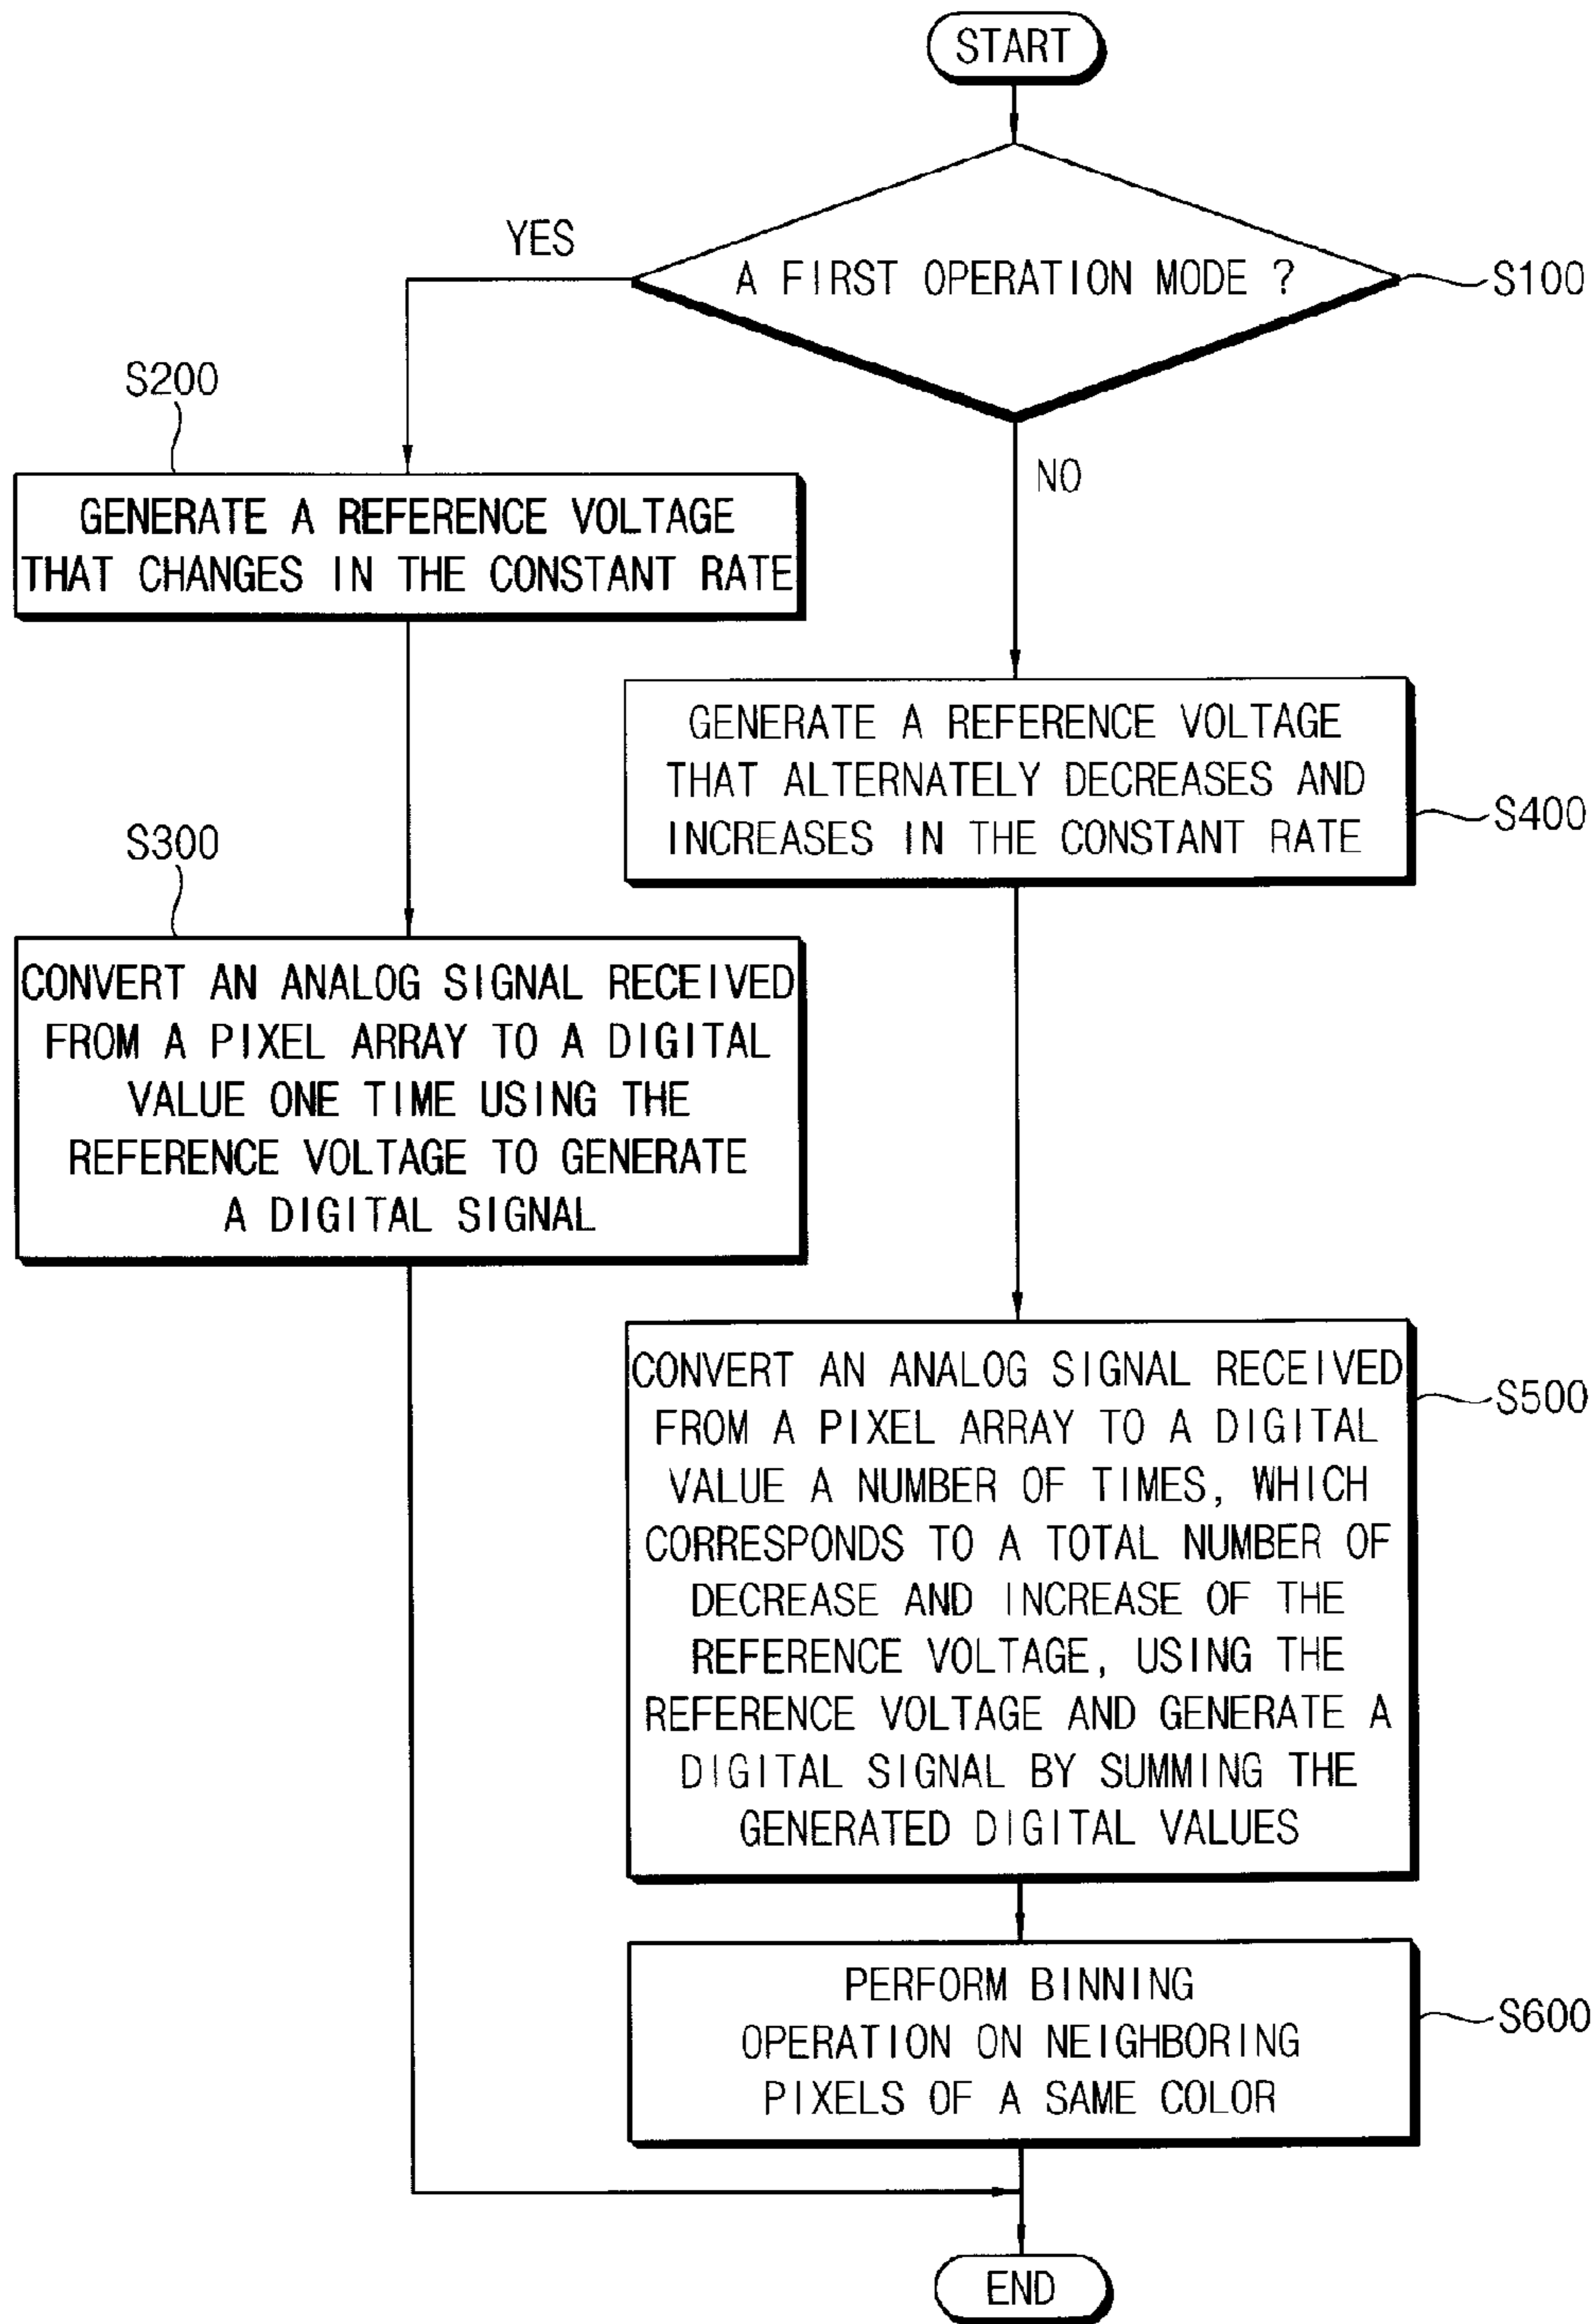 START
A FIRST OPERATION MODE ?
S100
YES
NO
S200
GENERATE A REFERENCE VOLTAGE
THAT CHANGES IN THE CONSTANT RATE
GENERATE A REFERENCE VOLTAGE
THAT ALTERNATELY DECREASES AND
INCREASES IN THE CONSTANT RATE
S400
S300
CONVERT AN ANALOG SIGNAL RECEIVED
FROM A PIXEL ARRAY TO A DIGITAL
VALUE ONE TIME USING THE
REFERENCE VOLTAGE TO GENERATE
A DIGITAL SIGNAL
CONVERT AN ANALOG SIGNAL RECEIVED
FROM A PIXEL ARRAY TO A DIGITAL
VALUE A NUMBER OF TIMES, WHICH
CORRESPONDS TO A TOTAL NUMBER OF
DECREASE AND INCREASE OF THE
REFERENCE VOLTAGE, USING THE
REFERENCE VOLTAGE AND GENERATE A
DIGITAL SIGNAL BY SUMMING THE
GENERATED DIGITAL VALUES
S500
PERFORM BINNING
OPERATION ON NEIGHBORING
PIXELS OF A SAME COLOR
S600
END